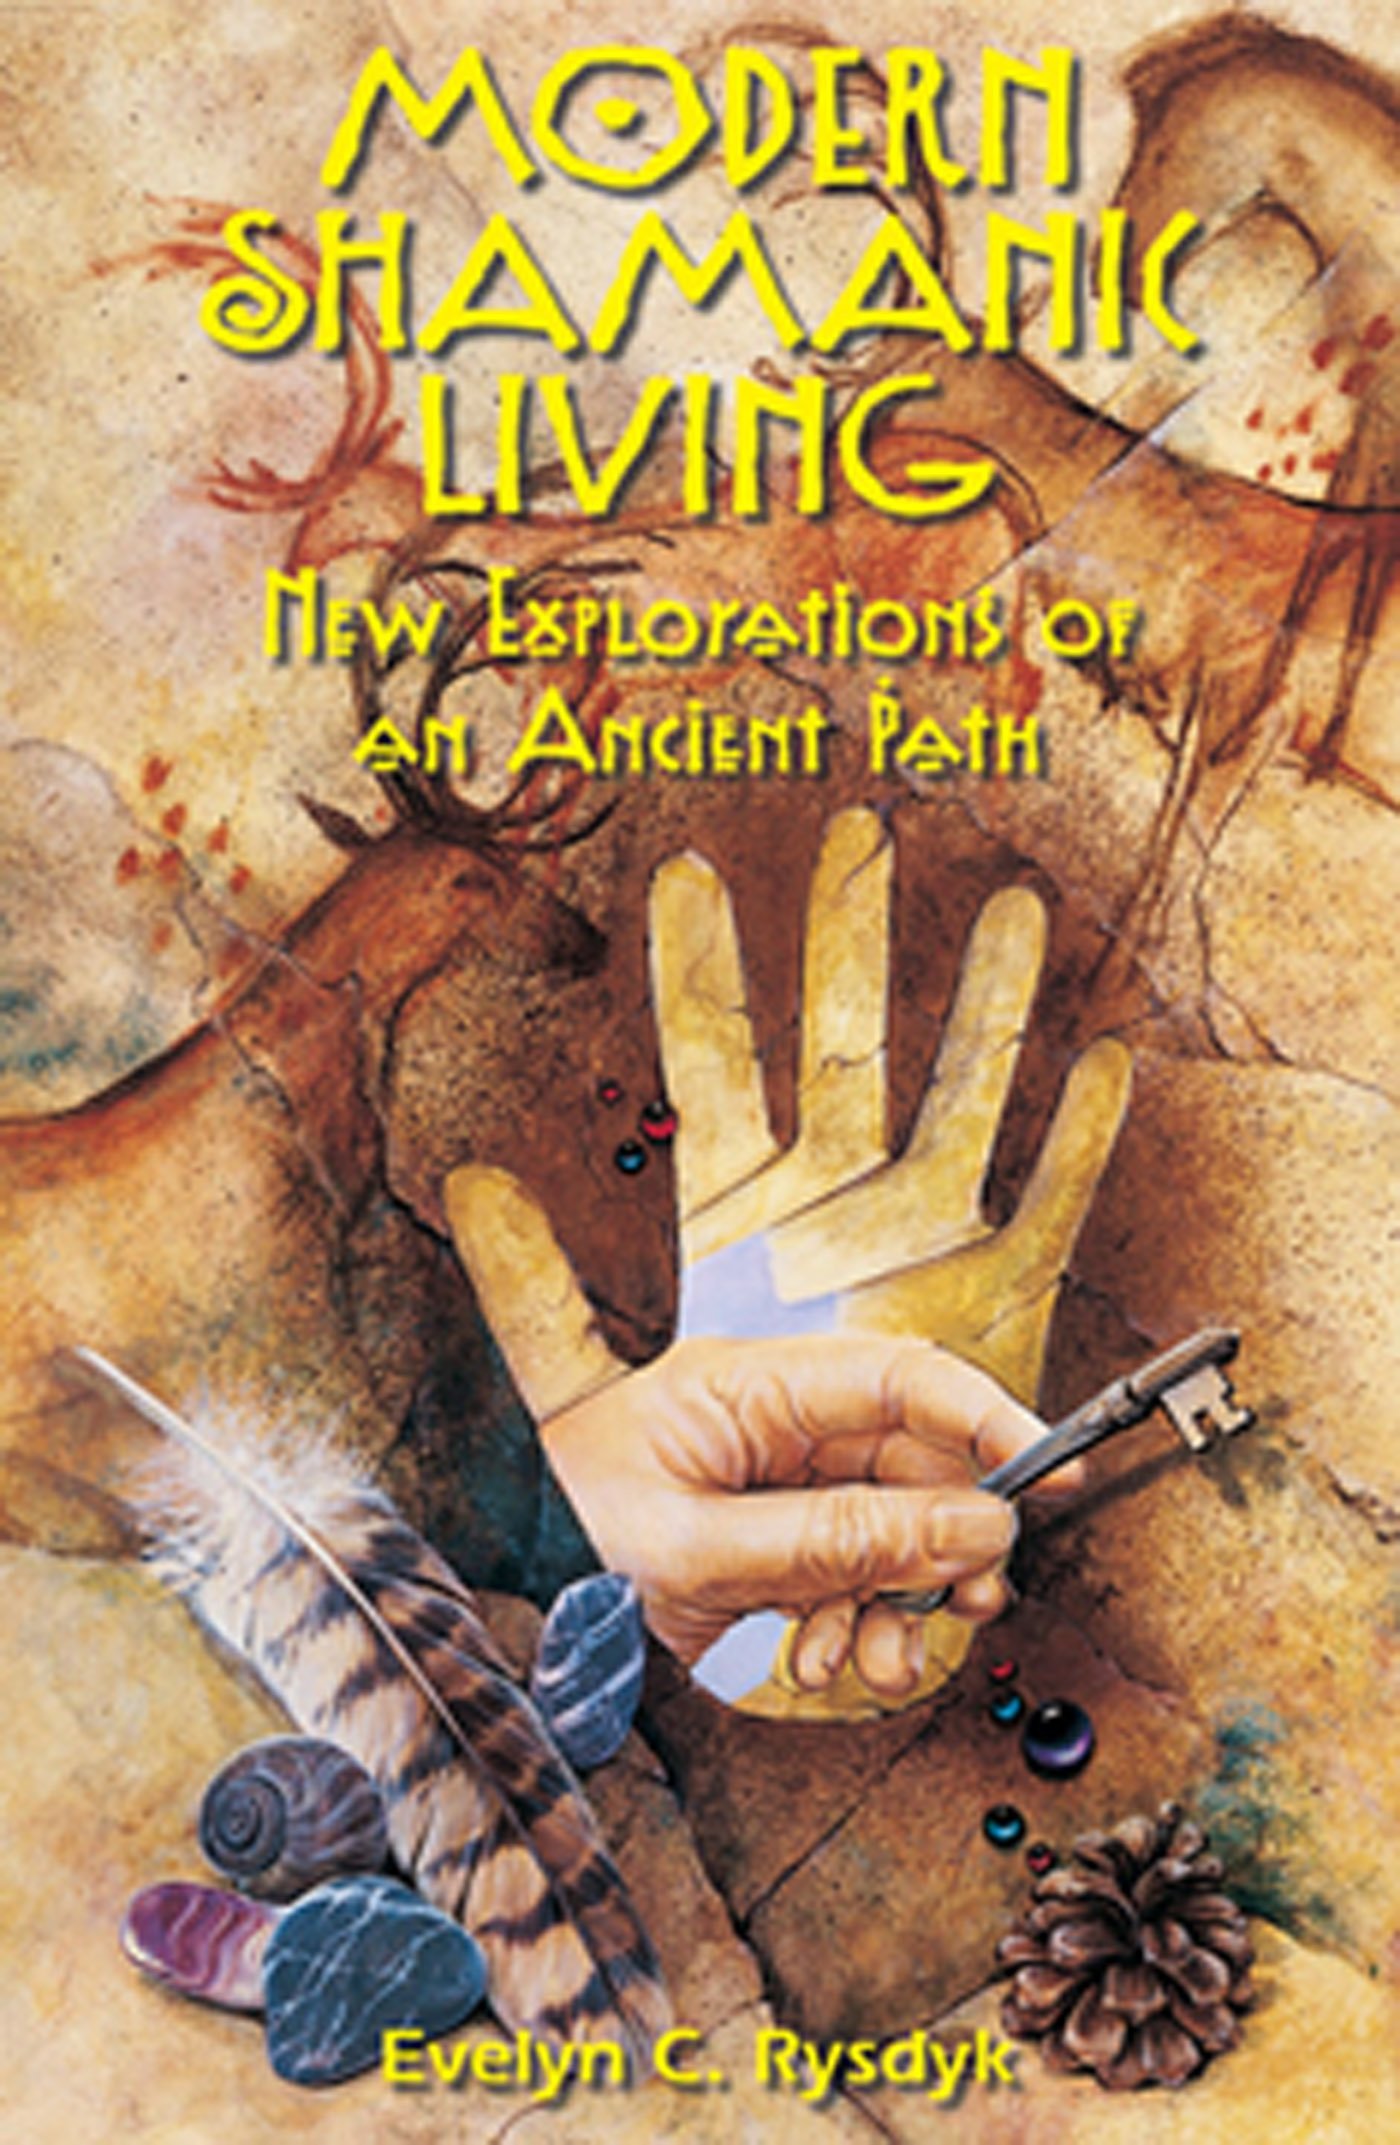 MODERN
SHAMANIC
LIVING
New Explorations of
an Ancient Path
Evelyn C. Rysdyk